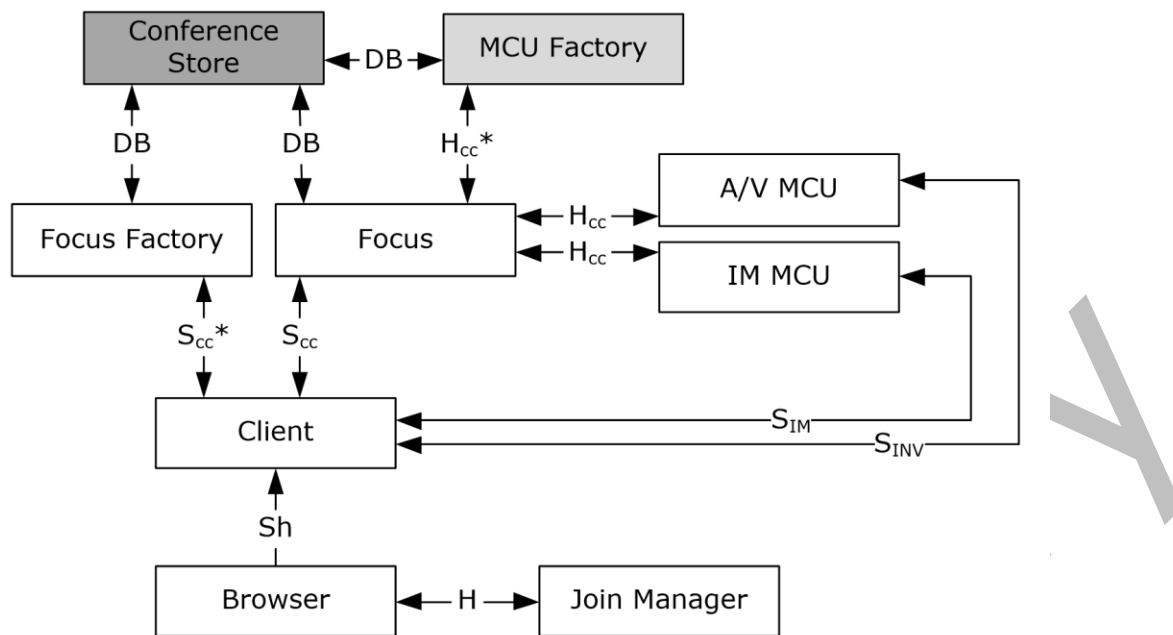 Conference
Store
DB
MCU Factory
DB
DB
Hcc*
A/V MCU
Focus Factory
Focus
Hcc
Hcc
IM MCU
Scc*
Scc
Client
SIM
SINV
Sh
Browser
H
Join Manager